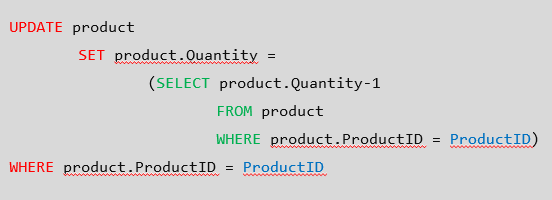 UPDATE product
SET product.Quantity =
(SELECT product.Quantity-1
FROM product
WHERE product.ProductID = ProductID)
WHERE product.ProductID = ProductID